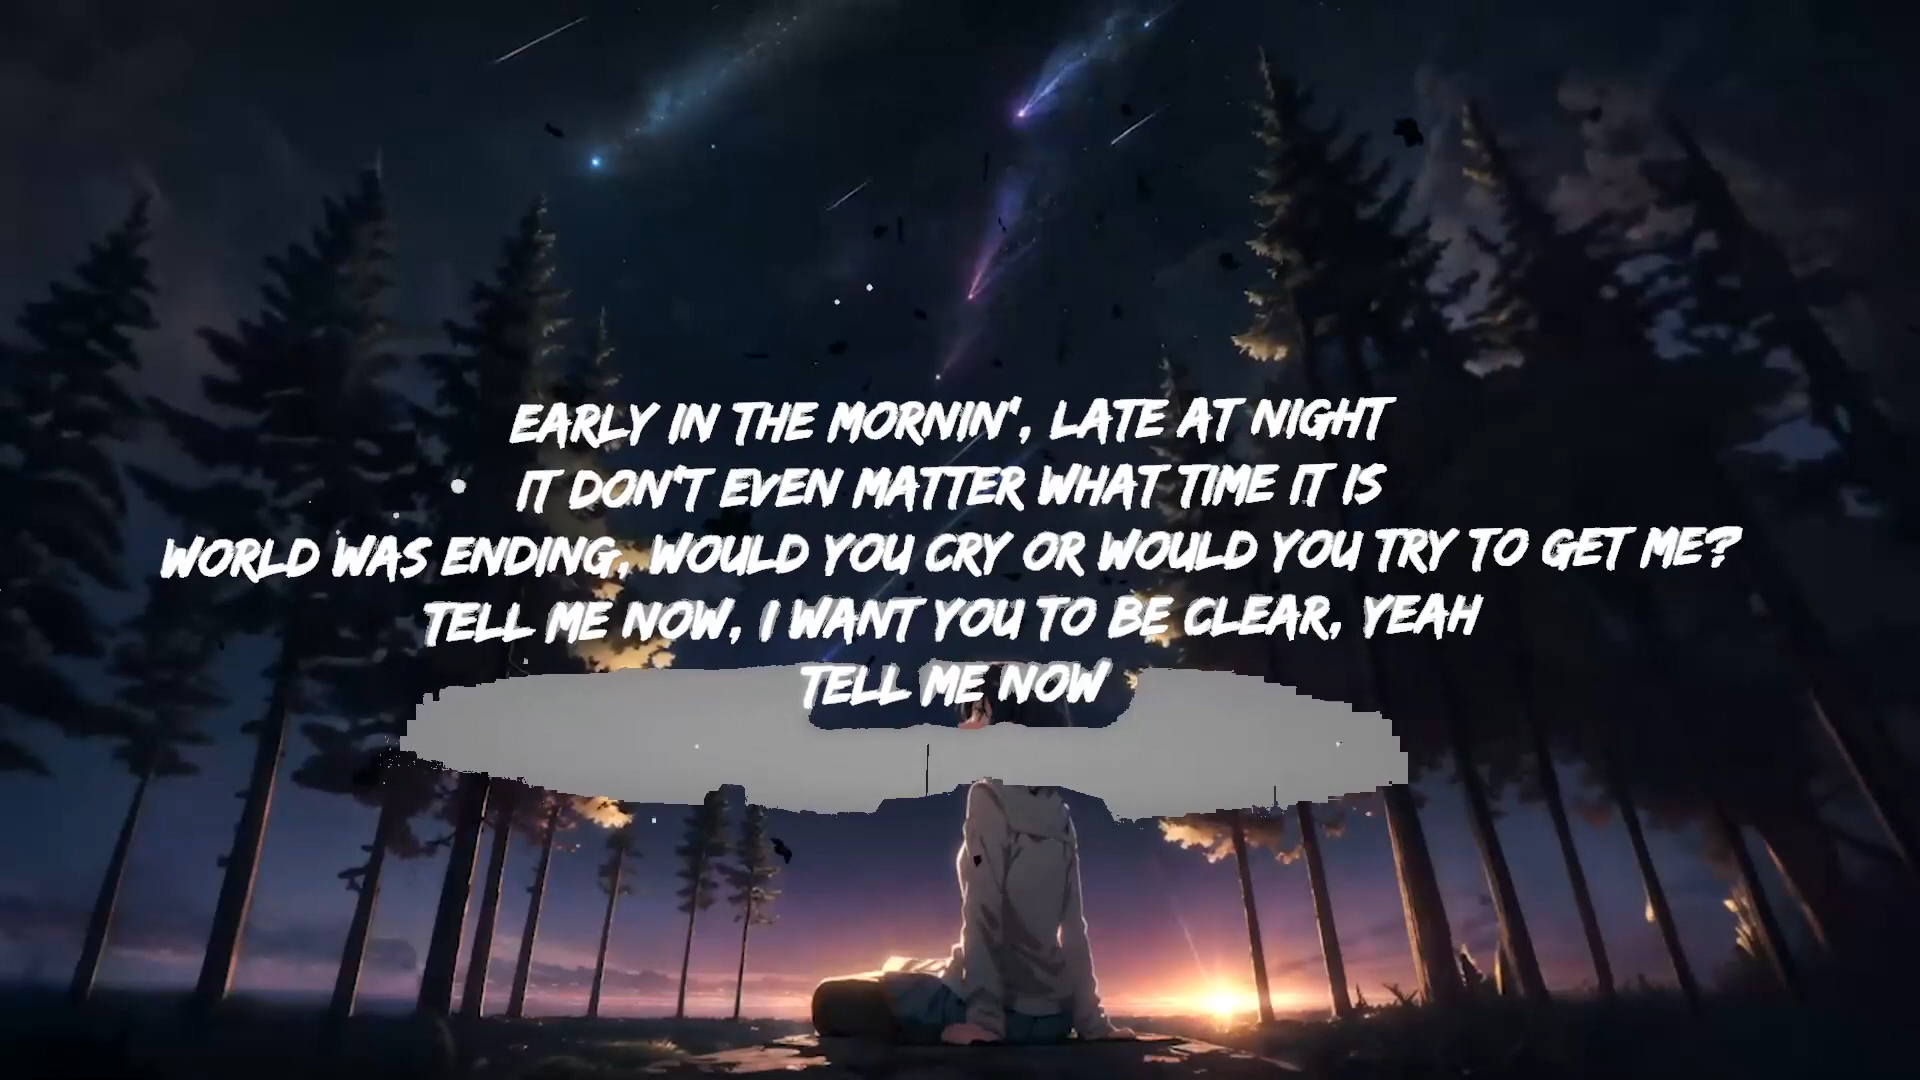 EARLY IN THE MORNIN', LATE AT NIGHT
IT DON'T EVEN MATTER WHAT TIME IT IS
WORLD WAS ENDING, WOULD YOU CRY OR WOULD YOU TRY TO GET ME?
TELL ME NOW, I WANT YOU TO BE CLEAR, YEAH
TELL ME NOW